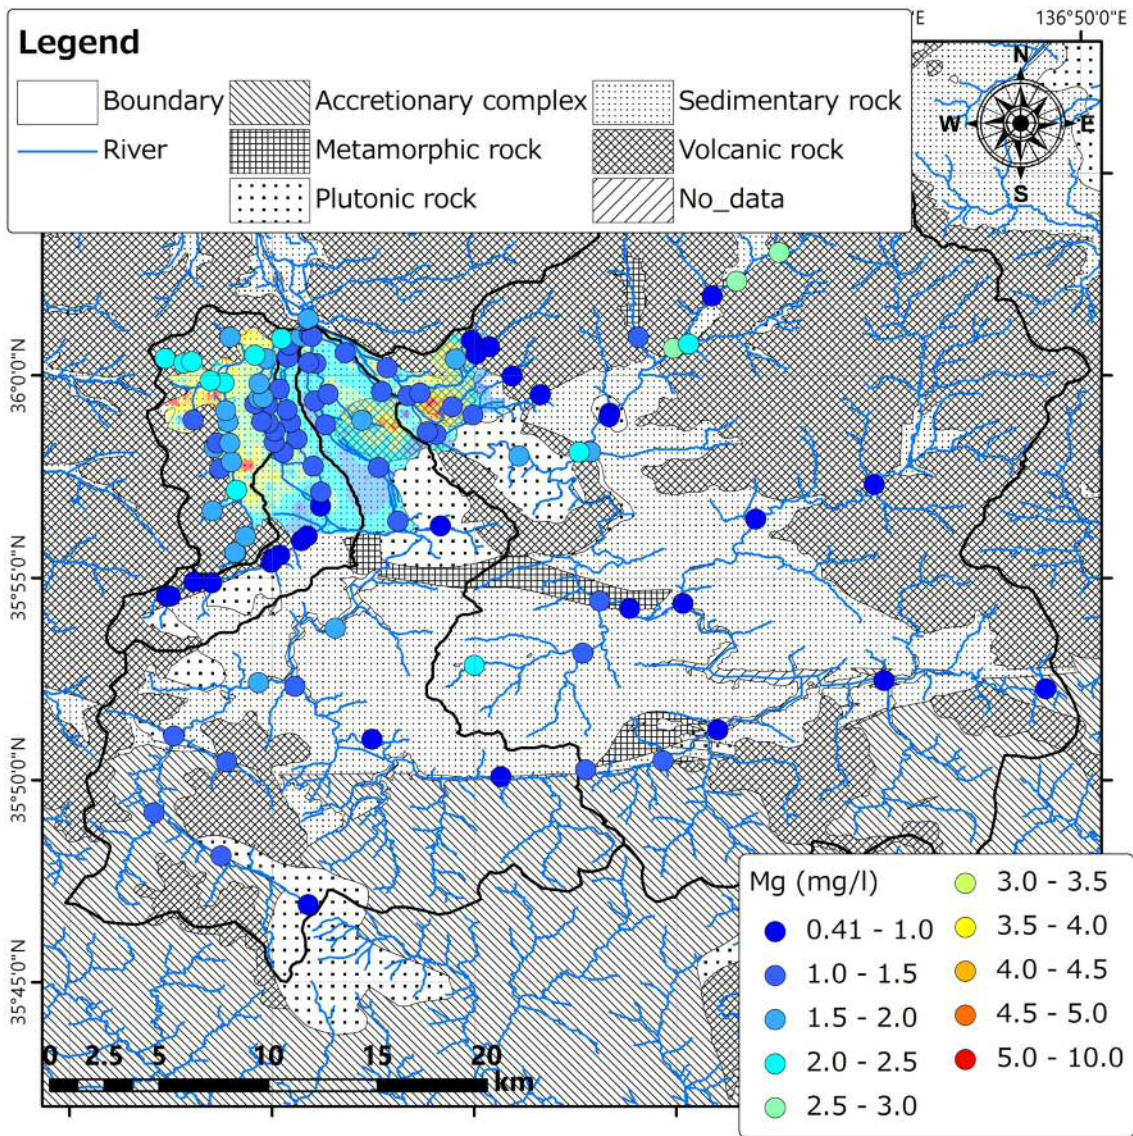 'E 136°50'0"E
Legend
Boundary Accretionary complex Sedimentary rock
River Metamorphic rock Volcanic rock
Plutonic rock No_data
N
W E
S
36°0'0"N
35°55'0"N
35°50'0"N
35°45'0"N
0 2.5 5 10 15 20
km
Mg (mg/l)
0.41 - 1.0
1.0 - 1.5
1.5 - 2.0
2.0 - 2.5
2.5 - 3.0
3.0 - 3.5
3.5 - 4.0
4.0 - 4.5
4.5 - 5.0
5.0 - 10.0